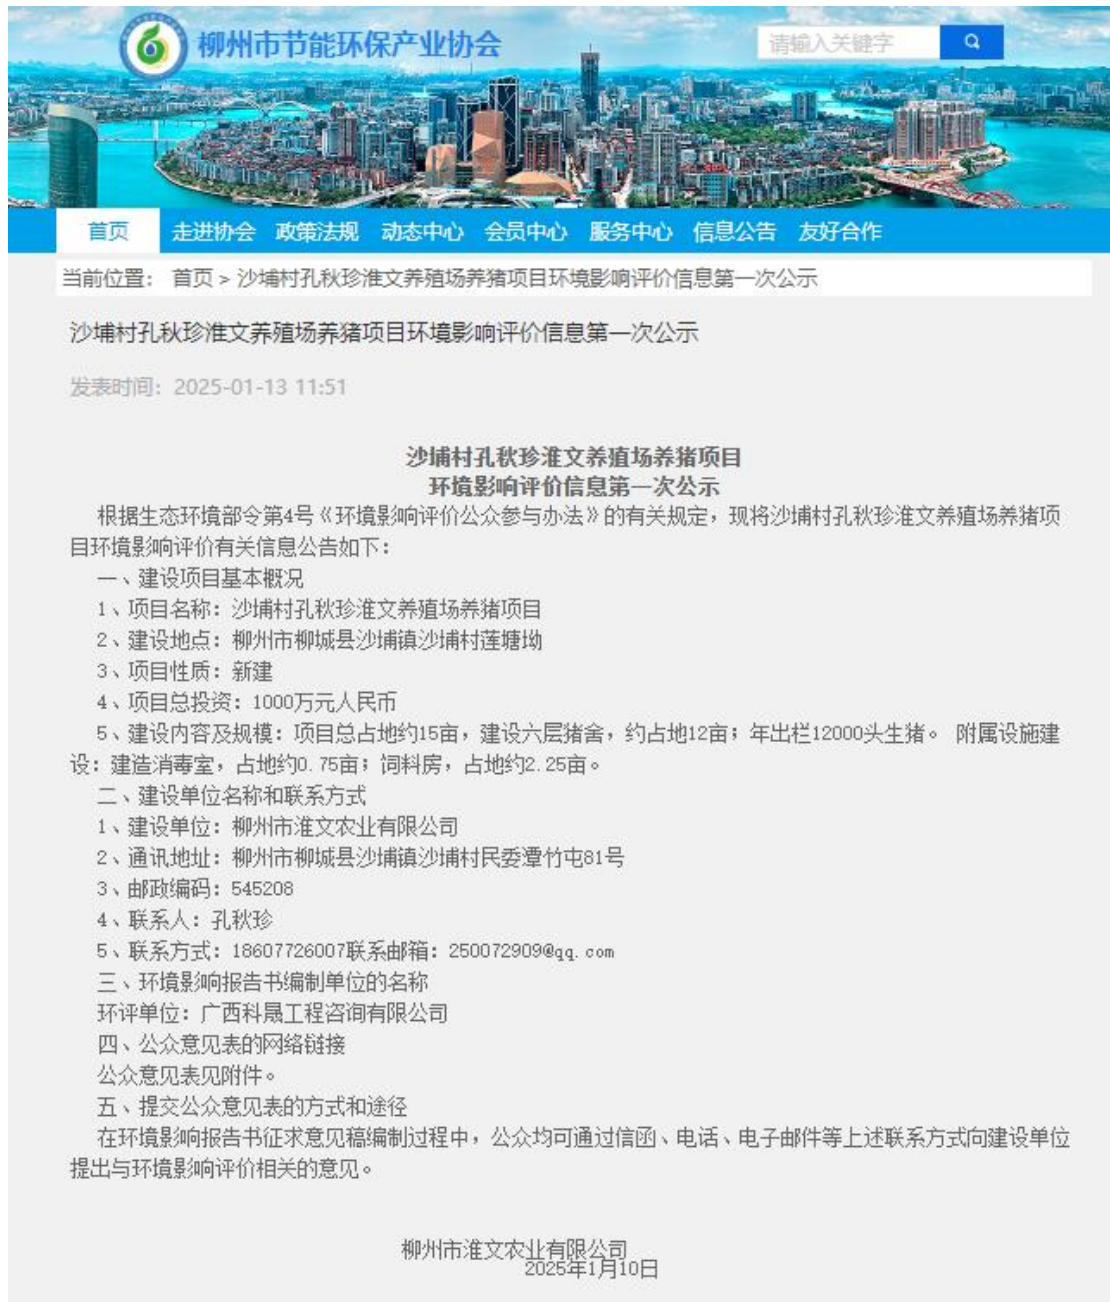 柳州市节能环保产业协会
请输入关键字
首页 走进协会 政策法规 动态中心 会员中心 服务中心 信息公告 友好合作
当前位置： 首页 > 沙埔村孔秋珍淮文养殖场养猪项目环境影响评价信息第一次公示
沙埔村孔秋珍淮文养殖场养猪项目环境影响评价信息第一次公示
发表时间：2025-01-13 11:51
沙埔村孔秋珍淮文养殖场养猪项目
环境影响评价信息第一次公示
根据生态环境部令第4号《环境影响评价公众参与办法》的有关规定，现将沙埔村孔秋珍淮文养殖场养猪项
目环境影响评价有关信息公告如下：
一、建设项目基本概况
1、项目名称：沙埔村孔秋珍淮文养殖场养猪项目
2、建设地点：柳州市柳城县沙埔镇沙埔村莲塘坳
3、项目性质：新建
4、项目总投资：1000万元人民币
5、建设内容及规模：项目总占地约15亩，建设六层猪舍，约占地12亩；年出栏12000头生猪。 附属设施建
设：建造消毒室，占地约0.75亩；饲料房，占地约2.25亩。
二、建设单位名称和联系方式
1、建设单位：柳州市淮文农业有限公司
2、通讯地址：柳州市柳城县沙埔镇沙埔村民委潭竹屯81号
3、邮政编码：545208
4、联系人：孔秋珍
5、联系方式：18607726007联系邮箱：250072909@qq.com
三、环境影响报告书编制单位的名称
环评单位：广西科晟工程咨询有限公司
四、公众意见表的网络链接
公众意见表见附件。
五、提交公众意见表的方式和途径
在环境影响报告书征求意见稿编制过程中，公众均可通过信函、电话、电子邮件等上述联系方式向建设单位
提出与环境影响评价相关的意见。
柳州市淮文农业有限公司
2025年1月10日